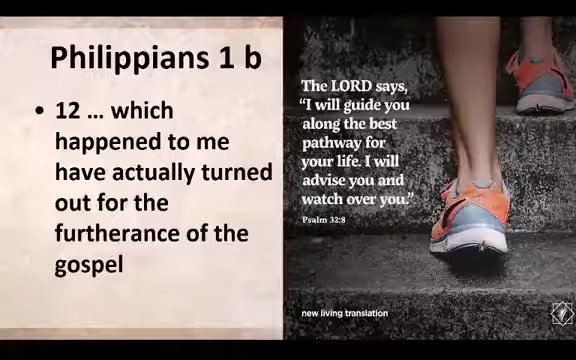 Philippians 1 b
• 12 ... which
happened to me
have actually turned
out for the
furtherance of the
gospel
The LORD says,
“I will guide you
along the best
pathway for
your life. I will
advise you and
watch over you.”
Psalm 32:8
new living translation